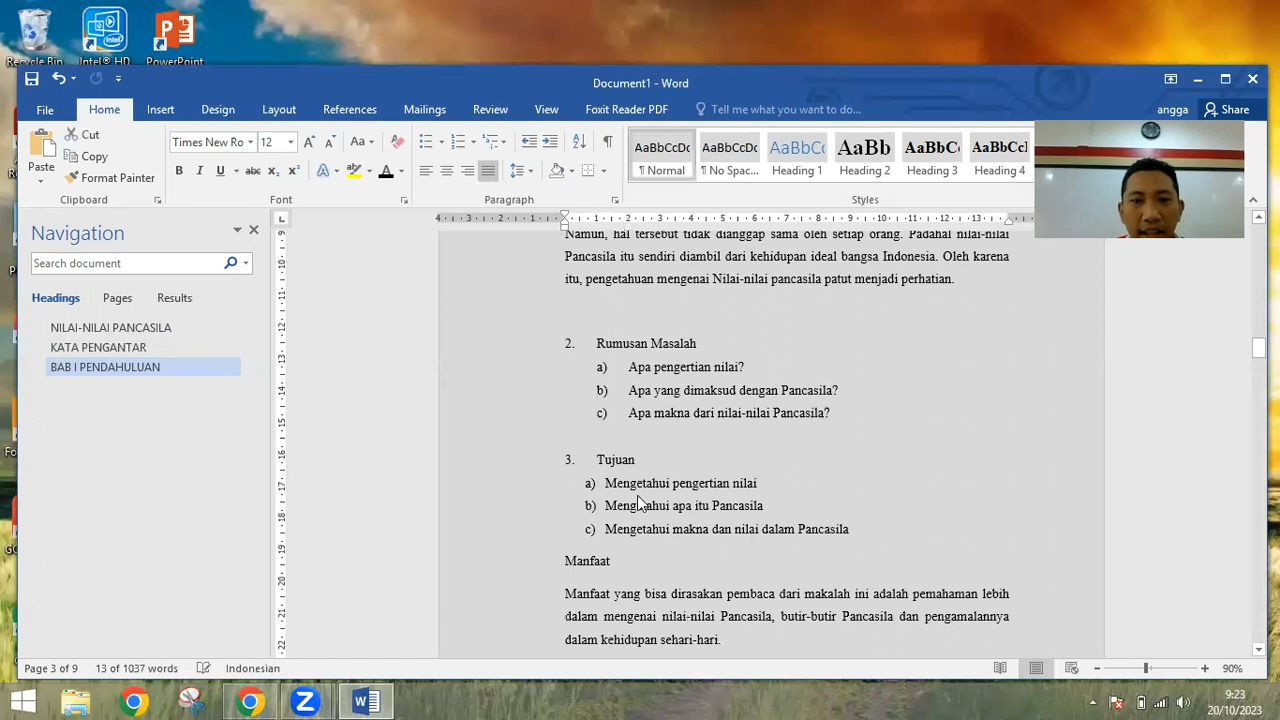 Recycle Bin
Intel® HD
PowerPoint
Document1 - Word
File Home Insert Design Layout References Mailings Review View Foxit Reader PDF Tell me what you want to do... angga Share
Paste
Cut
Copy
Format Painter
Clipboard
Times New Ro 12
Font
Paragraph
AaBbCcDc AaBbCcDc AaBbCc AaBb AaBbC AaBbCcI
¶ Normal ¶ No Spac... Heading 1 Heading 2 Heading 3 Heading 4
Styles
Navigation
Search document
Headings Pages Results
NILAI-NILAI PANCASILA
KATA PENGANTAR
BAB I PENDAHULUAN
Namun, hal tersebut tidak dianggap sama oleh setiap orang. Padahal nilai-nilai
Pancasila itu sendiri diambil dari kehidupan ideal bangsa Indonesia. Oleh karena
itu, pengetahuan mengenai Nilai-nilai pancasila patut menjadi perhatian.
2. Rumusan Masalah
a) Apa pengertian nilai?
b) Apa yang dimaksud dengan Pancasila?
c) Apa makna dari nilai-nilai Pancasila?
3. Tujuan
a) Mengetahui pengertian nilai
b) Mengetahui apa itu Pancasila
c) Mengetahui makna dan nilai dalam Pancasila
Manfaat
Manfaat yang bisa dirasakan pembaca dari makalah ini adalah pemahaman lebih
dalam mengenai nilai-nilai Pancasila, butir-butir Pancasila dan pengamalannya
dalam kehidupan sehari-hari.
Page 3 of 9 13 of 1037 words Indonesian 90%
9:23
20/10/2023